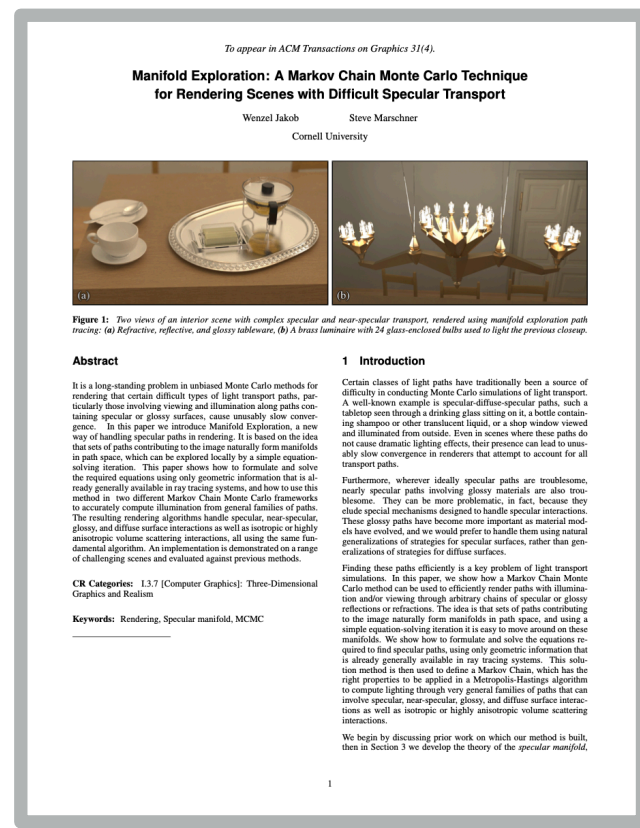 To appear in ACM Transactions on Graphics 31(4).
Manifold Exploration: A Markov Chain Monte Carlo Technique
for Rendering Scenes with Difficult Specular Transport
Wenzel Jakob Steve Marschner
Cornell University
(a) (b)
Figure 1: Two views of an interior scene with complex specular and near-specular transport, rendered using manifold exploration path
tracing: (a) Refractive, reflective, and glossy tableware, (b) A brass luminaire with 24 glass-enclosed bulbs used to light the previous closeup.
Abstract
It is a long-standing problem in unbiased Monte Carlo methods for
rendering that certain difficult types of light transport paths, par-
ticularly those involving viewing and illumination along paths con-
taining specular or glossy surfaces, cause unusably slow conver-
gence. In this paper we introduce Manifold Exploration, a new
way of handling specular paths in rendering. It is based on the idea
that sets of paths contributing to the image naturally form manifolds
in path space, which can be explored locally by a simple equation-
solving iteration. This paper shows how to formulate and solve
the required equations using only geometric information that is al-
ready generally available in ray tracing systems, and how to use this
method in two different Markov Chain Monte Carlo frameworks
to accurately compute illumination from general families of paths.
The resulting rendering algorithms handle specular, near-specular,
glossy, and diffuse surface interactions as well as isotropic or highly
anisotropic volume scattering interactions, all using the same fun-
damental algorithm. An implementation is demonstrated on a range
of challenging scenes and evaluated against previous methods.
CR Categories: I.3.7 [Computer Graphics]: Three-Dimensional
Graphics and Realism
Keywords: Rendering, Specular manifold, MCMC
1 Introduction
Certain classes of light paths have traditionally been a source of
difficulty in conducting Monte Carlo simulations of light transport.
A well-known example is specular-diffuse-specular paths, such a
tabletop seen through a drinking glass sitting on it, a bottle contain-
ing shampoo or other translucent liquid, or a shop window viewed
and illuminated from outside. Even in scenes where these paths do
not cause dramatic lighting effects, their presence can lead to unus-
ably slow convergence in renderers that attempt to account for all
transport paths.
Furthermore, wherever ideally specular paths are troublesome,
nearly specular paths involving glossy materials are also trou-
blesome. They can be more problematic, in fact, because they
elude special mechanisms designed to handle specular interactions.
These glossy paths have become more important as material mod-
els have evolved, and we would prefer to handle them using natural
generalizations of strategies for specular surfaces, rather than gen-
eralizations of strategies for diffuse surfaces.
Finding these paths efficiently is a key problem of light transport
simulations. In this paper, we show how a Markov Chain Monte
Carlo method can be used to efficiently render paths with illumina-
tion and/or viewing through arbitrary chains of specular or glossy
reflections or refractions. The idea is that sets of paths contributing
to the image naturally form manifolds in path space, and using a
simple equation-solving iteration it is easy to move around on these
manifolds. We show how to formulate and solve the equations re-
quired to find specular paths, using only geometric information that
is already generally available in ray tracing systems. This solu-
tion method is then used to define a Markov Chain, which has the
right properties to be applied in a Metropolis-Hastings algorithm
to compute lighting through very general families of paths that can
involve specular, near-specular, glossy, and diffuse surface interac-
tions as well as isotropic or highly anisotropic volume scattering
interactions.
We begin by discussing prior work on which our method is built,
then in Section 3 we develop the theory of the specular manifold,
1